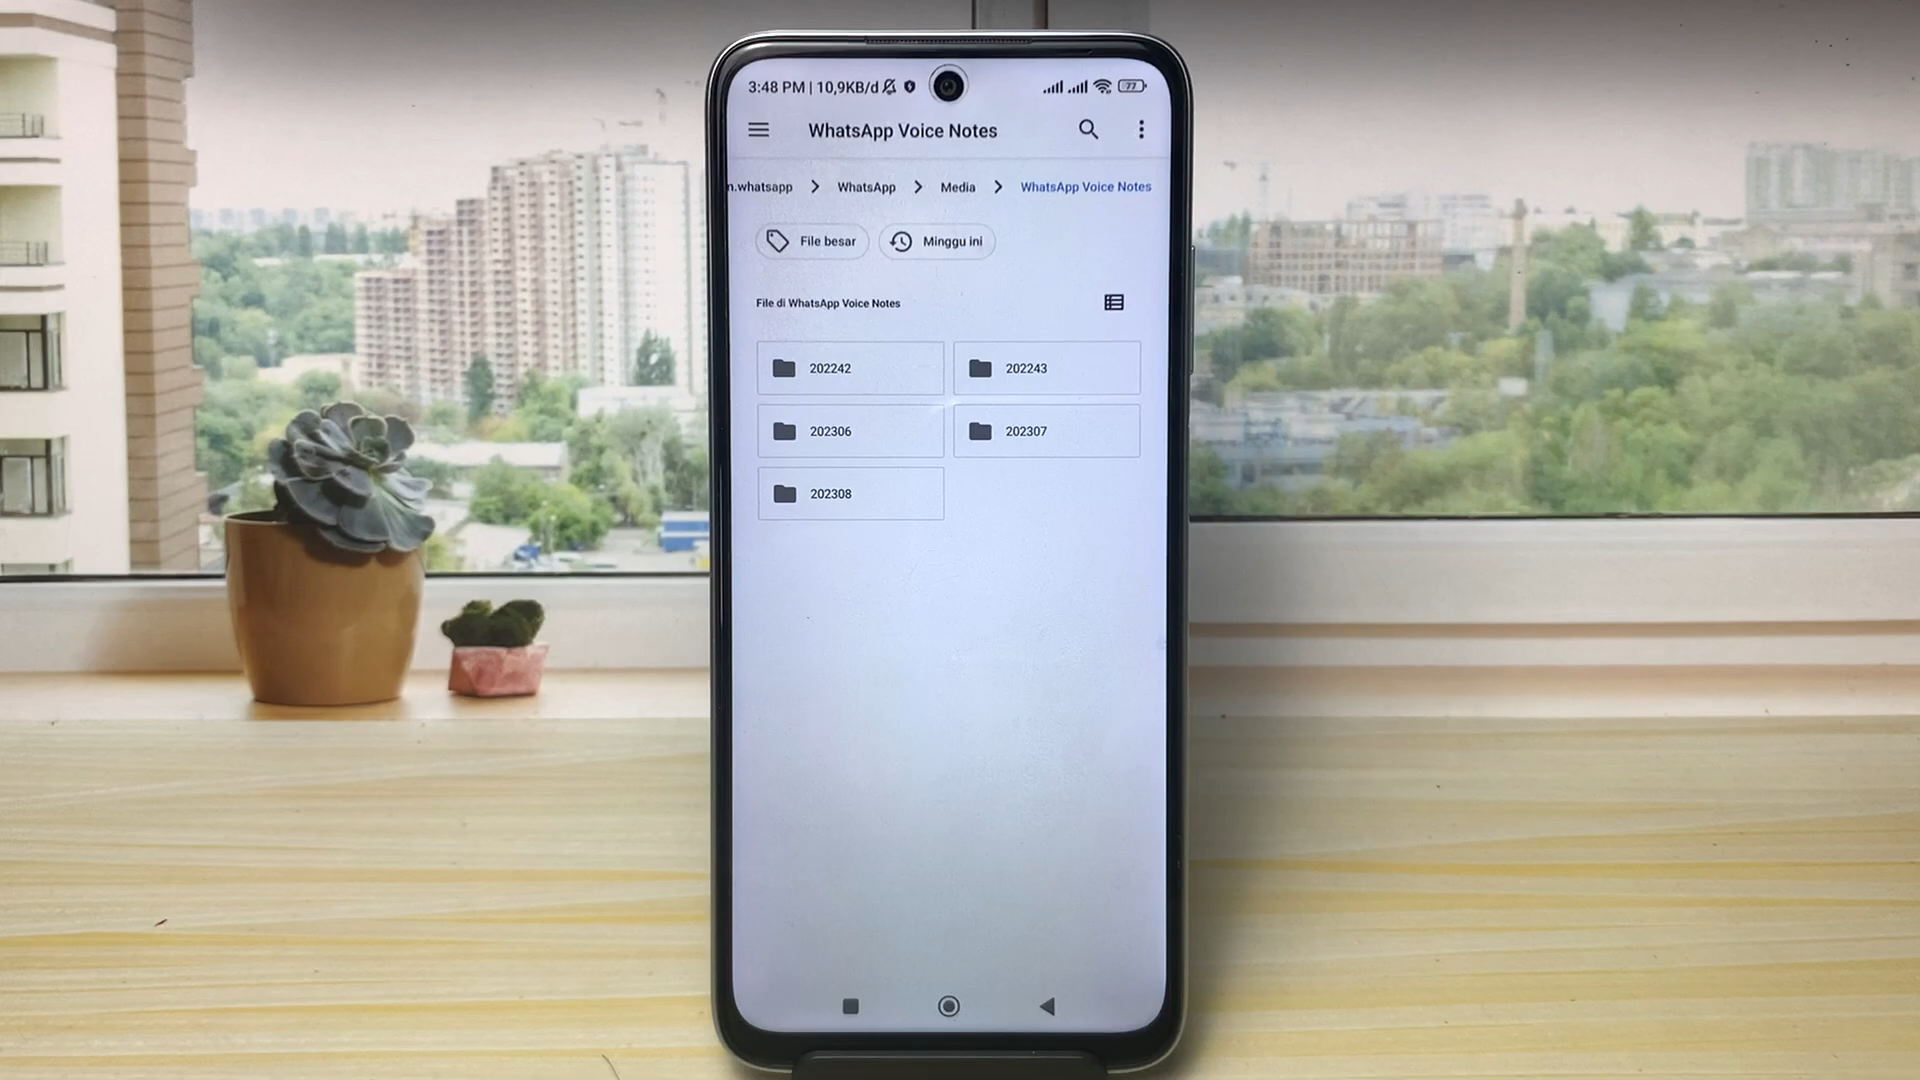 3:48 PM | 10,9KB/d
77
WhatsApp Voice Notes
n.whatsapp > WhatsApp > Media > WhatsApp Voice Notes
File besar
Minggu ini
File di WhatsApp Voice Notes
202242
202243
202306
202307
202308